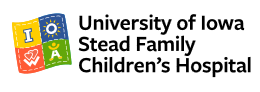 I O W A
University of Iowa
Stead Family
Children's Hospital